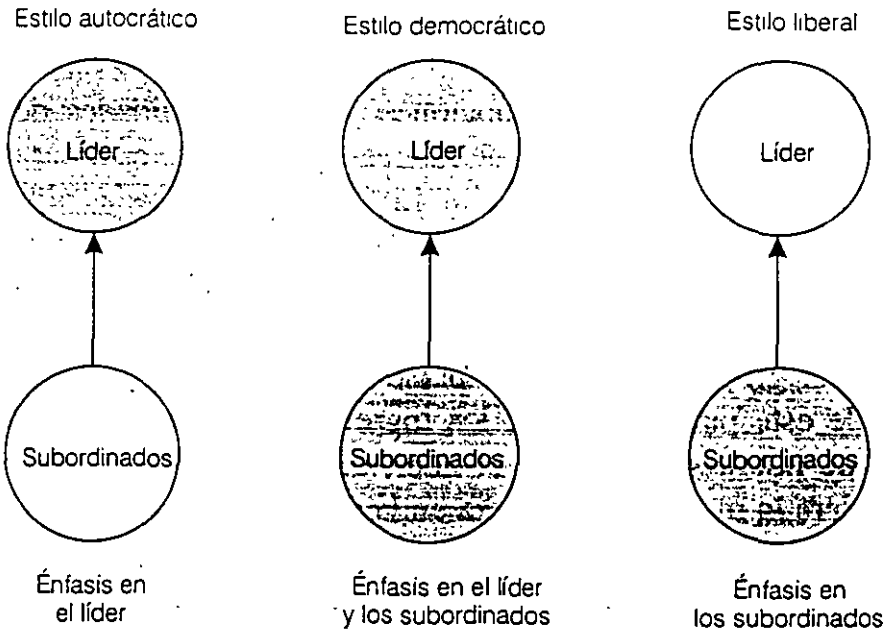 Estilo autocrático
Líder
Subordinados
Énfasis en
el líder
Estilo democrático
Líder
Subordinados
Énfasis en el líder
y los subordinados
Estilo liberal
Líder
Subordinados
Énfasis en
los subordinados